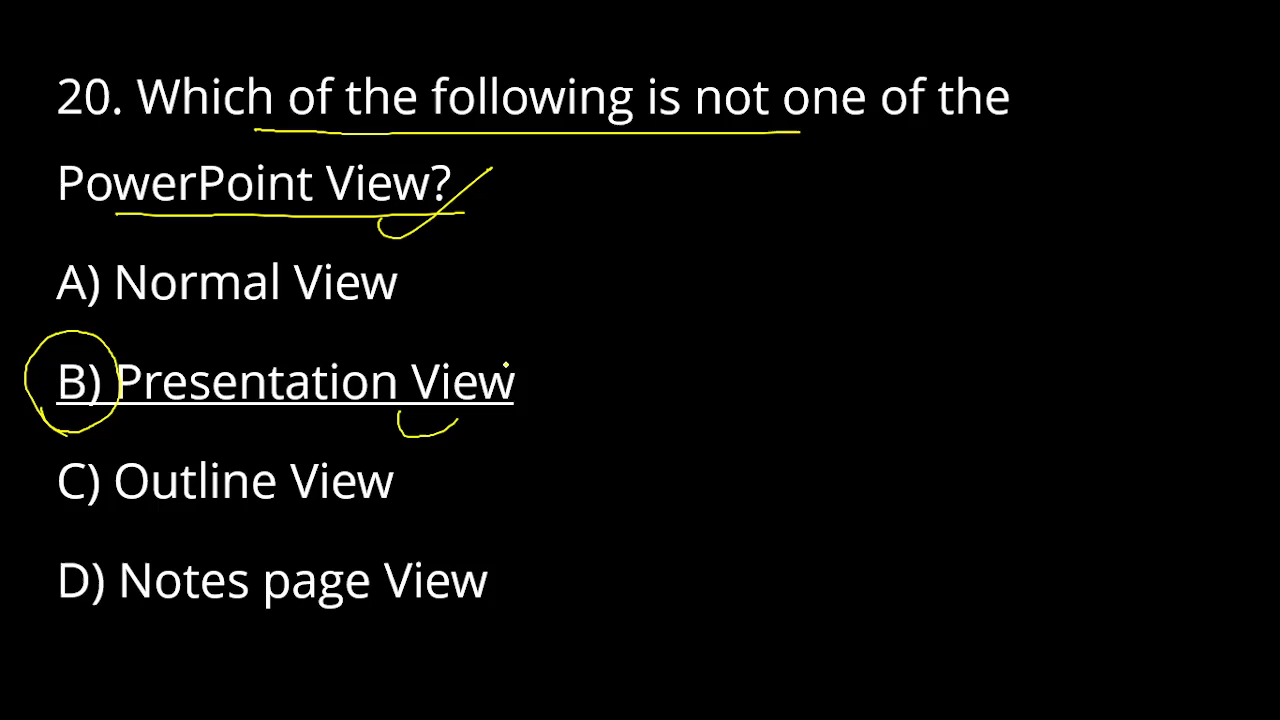 20. Which of the following is not one of the
PowerPoint View?
A) Normal View
B) Presentation View
C) Outline View
D) Notes page View